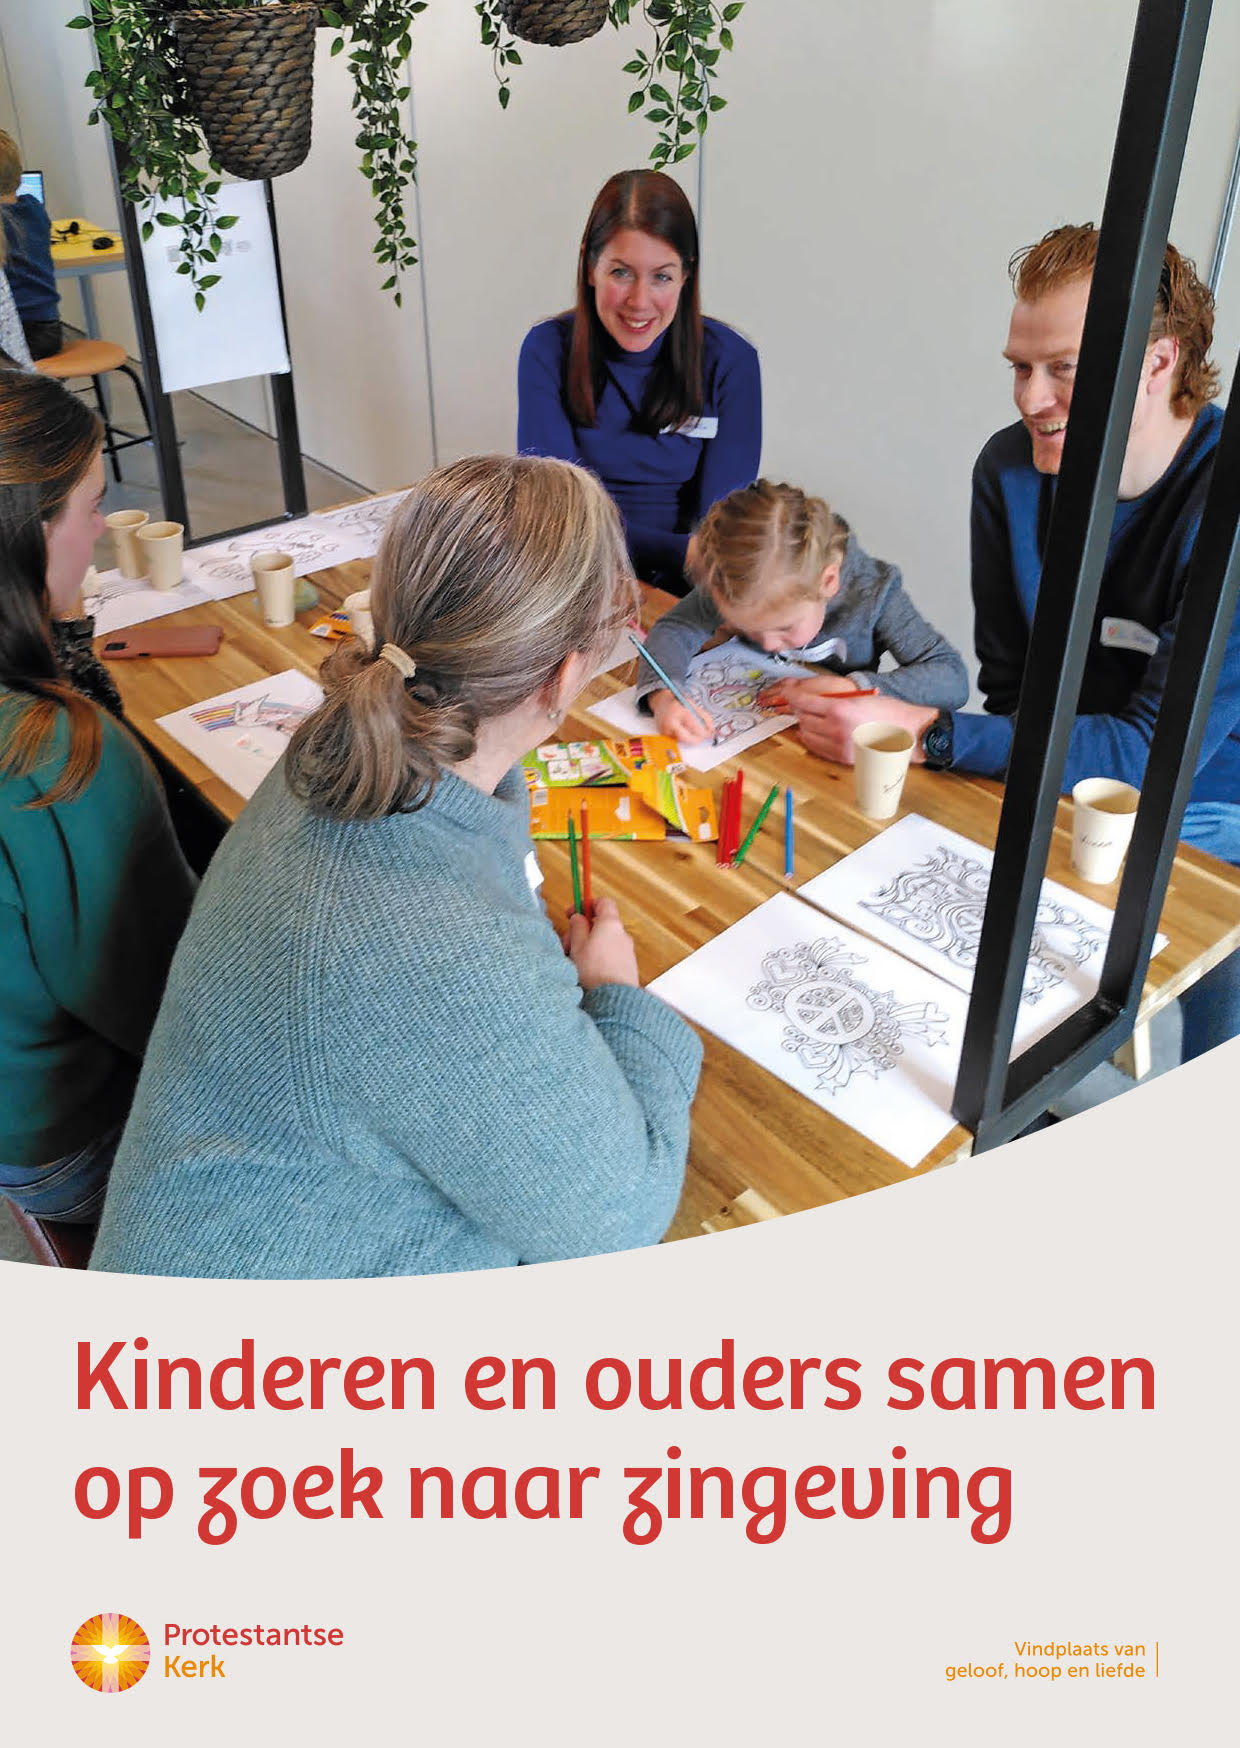 Kinderen en ouders samen
op zoek naar zingeving
Protestantse
Kerk
Vindplaats van
geloof, hoop en liefde